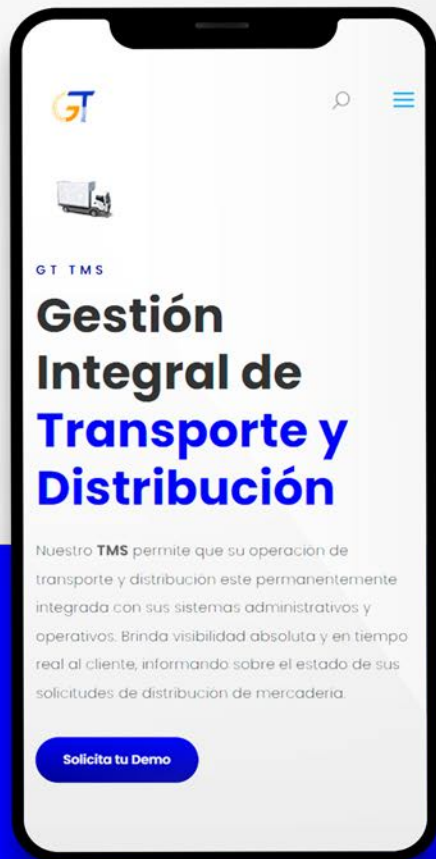 GT
GT TMS
Gestión
Integral de
Transporte y
Distribución
Nuestro TMS permite que su operación de
transporte y distribución este permanentemente
integrada con sus sistemas administrativos y
operativos. Brinda visibilidad absoluta y en tiempo
real al cliente, informando sobre el estado de sus
solicitudes de distribución de mercaderia.
Solicita tu Demo